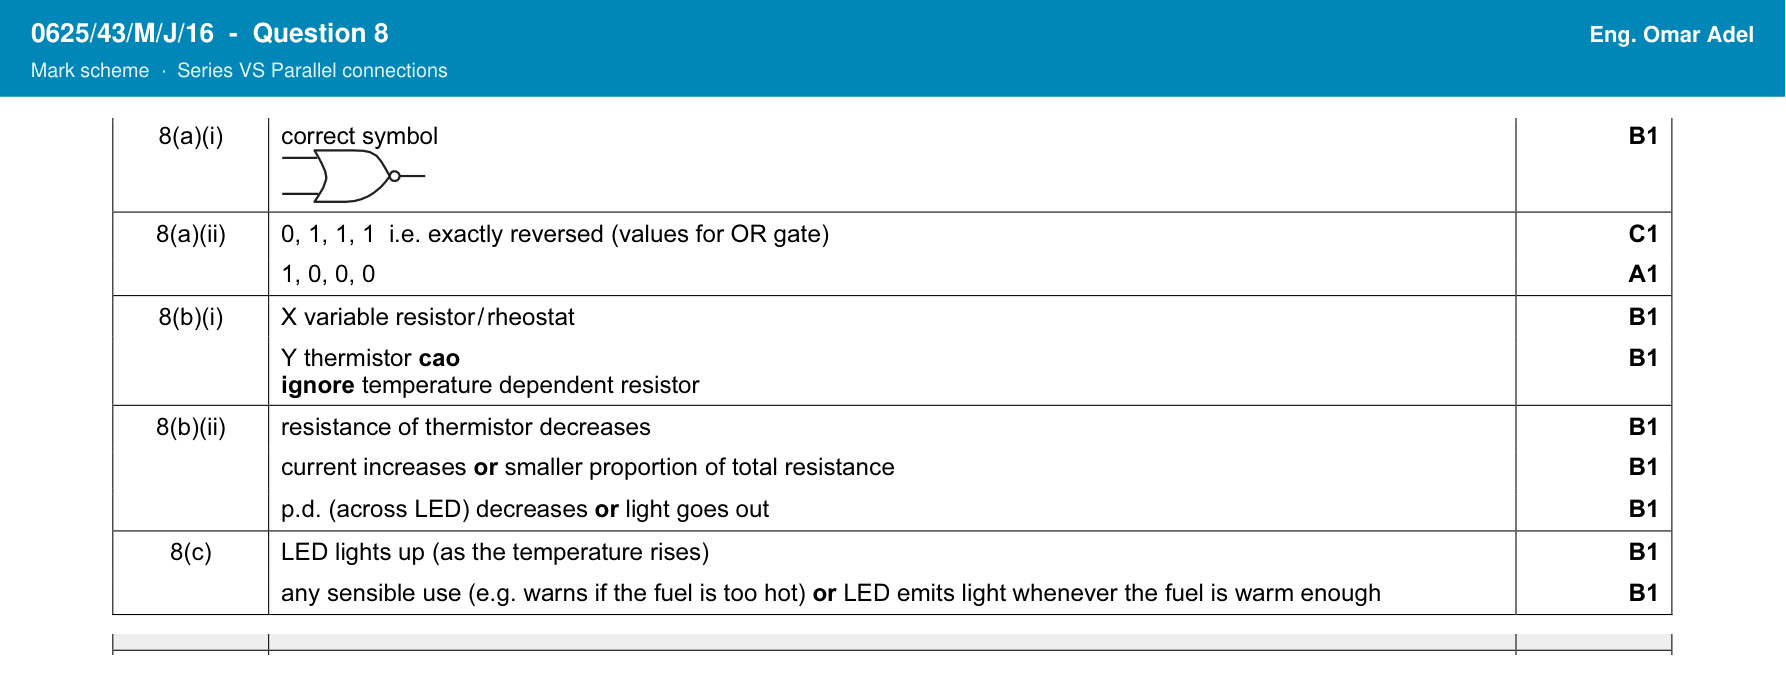 0625/43/M/J/16 - Question 8
Eng. Omar Adel
Mark scheme · Series VS Parallel connections
8(a)(i) correct symbol B1
8(a)(ii) 0, 1, 1, 1 i.e. exactly reversed (values for OR gate) C1
1, 0, 0, 0 A1
8(b)(i) X variable resistor/rheostat B1
Y thermistor cao B1
ignore temperature dependent resistor
8(b)(ii) resistance of thermistor decreases B1
current increases or smaller proportion of total resistance B1
p.d. (across LED) decreases or light goes out B1
8(c) LED lights up (as the temperature rises) B1
any sensible use (e.g. warns if the fuel is too hot) or LED emits light whenever the fuel is warm enough B1